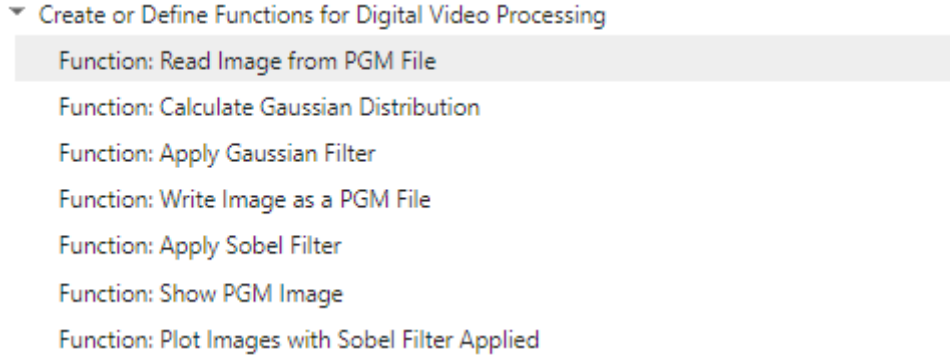 Create or Define Functions for Digital Video Processing
Function: Read Image from PGM File
Function: Calculate Gaussian Distribution
Function: Apply Gaussian Filter
Function: Write Image as a PGM File
Function: Apply Sobel Filter
Function: Show PGM Image
Function: Plot Images with Sobel Filter Applied